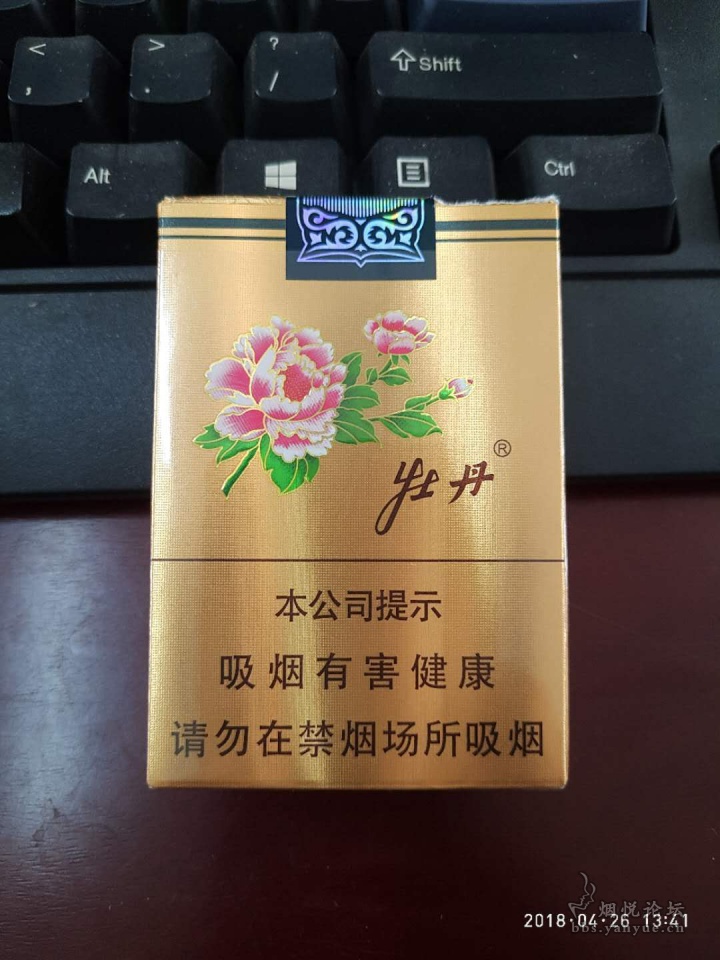 <
,
>
.
?
/
Shift
Alt
Ctrl
牡丹®
本公司提示
吸烟有害健康
请勿在禁烟场所吸烟
烟悦论坛
2018·04·26 13:41
bbs.yanyue.cn